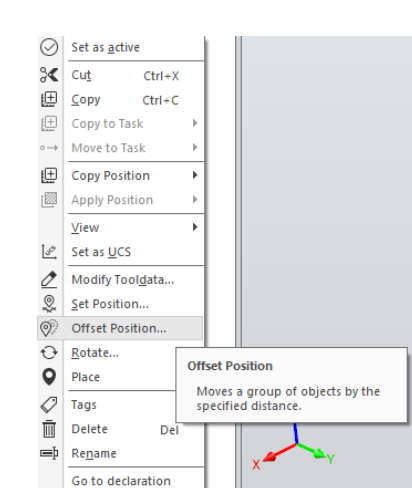 Set as active
Cut Ctrl+X
Copy Ctrl+C
Copy to Task
Move to Task
Copy Position
Apply Position
View
Set as UCS
Modify Tooldata...
Set Position...
Offset Position...
Rotate...
Offset Position
Place
Moves a group of objects by the
Tags
specified distance.
Delete Del
Rename
X
Y
Go to declaration